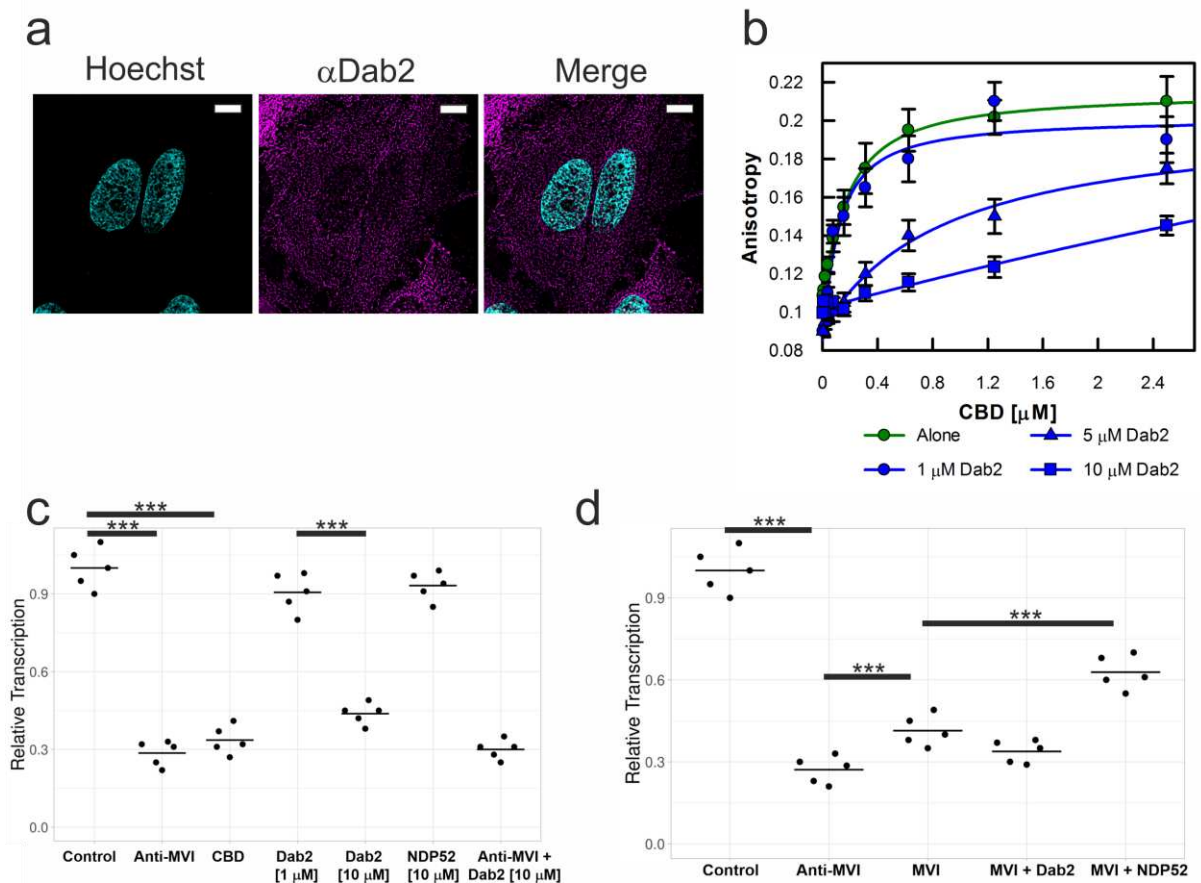 a
Hoechst
αDab2
Merge
b
Anisotropy
0.22
0.2
0.18
0.16
0.14
0.12
0.1
0.08
0 0.4 0.8 1.2 1.6 2 2.4
CBD [μM]
Alone
5 μM Dab2
1 μM Dab2
10 μM Dab2
c
***
***
***
Relative Transcription
0.9
0.6
0.3
0.0
Control
Anti-MVI
CBD
Dab2
[1 μM]
Dab2
[10 μM]
NDP52
[10 μM]
Anti-MVI +
Dab2 [10 μM]
d
***
***
***
Relative Transcription
0.9
0.6
0.3
0.0
Control
Anti-MVI
MVI
MVI + Dab2
MVI + NDP52